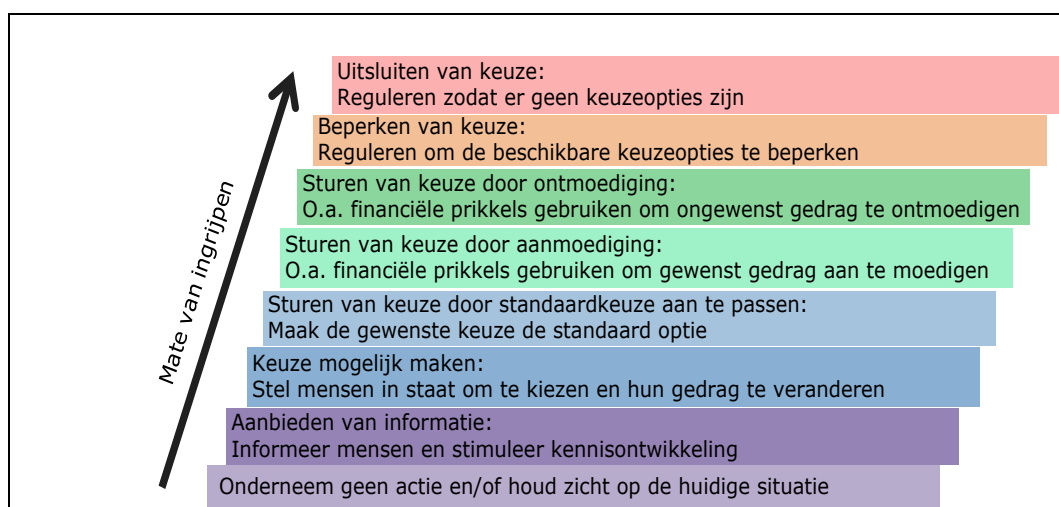 Uitsluiten van keuze:
Reguleren zodat er geen keuzeopties zijn
Beperken van keuze:
Reguleren om de beschikbare keuzeopties te beperken
Sturen van keuze door ontmoediging:
O.a. financiële prikkels gebruiken om ongewenst gedrag te ontmoedigen
Sturen van keuze door aanmoediging:
O.a. financiële prikkels gebruiken om gewenst gedrag aan te moedigen
Sturen van keuze door standaardkeuze aan te passen:
Maak de gewenste keuze de standaard optie
Keuze mogelijk maken:
Stel mensen in staat om te kiezen en hun gedrag te veranderen
Aanbieden van informatie:
Informeer mensen en stimuleer kennisontwikkeling
Onderneem geen actie en/of houd zicht op de huidige situatie
Mate van ingrijpen